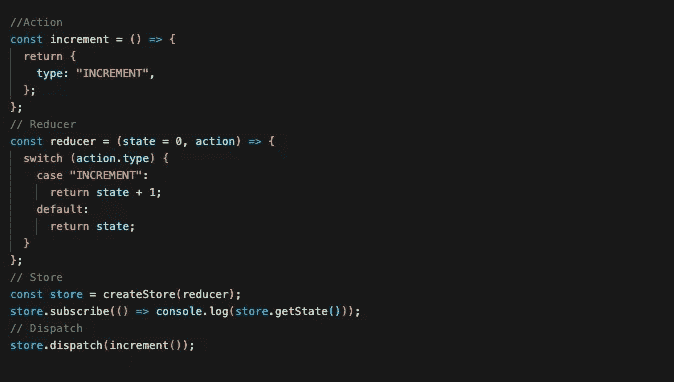 //Action
const increment = () => {
  return {
    type: "INCREMENT",
  };
};
// Reducer
const reducer = (state = 0, action) => {
  switch (action.type) {
    case "INCREMENT":
      return state + 1;
    default:
      return state;
  }
};
// Store
const store = createStore(reducer);
store.subscribe(() => console.log(store.getState()));
// Dispatch
store.dispatch(increment());